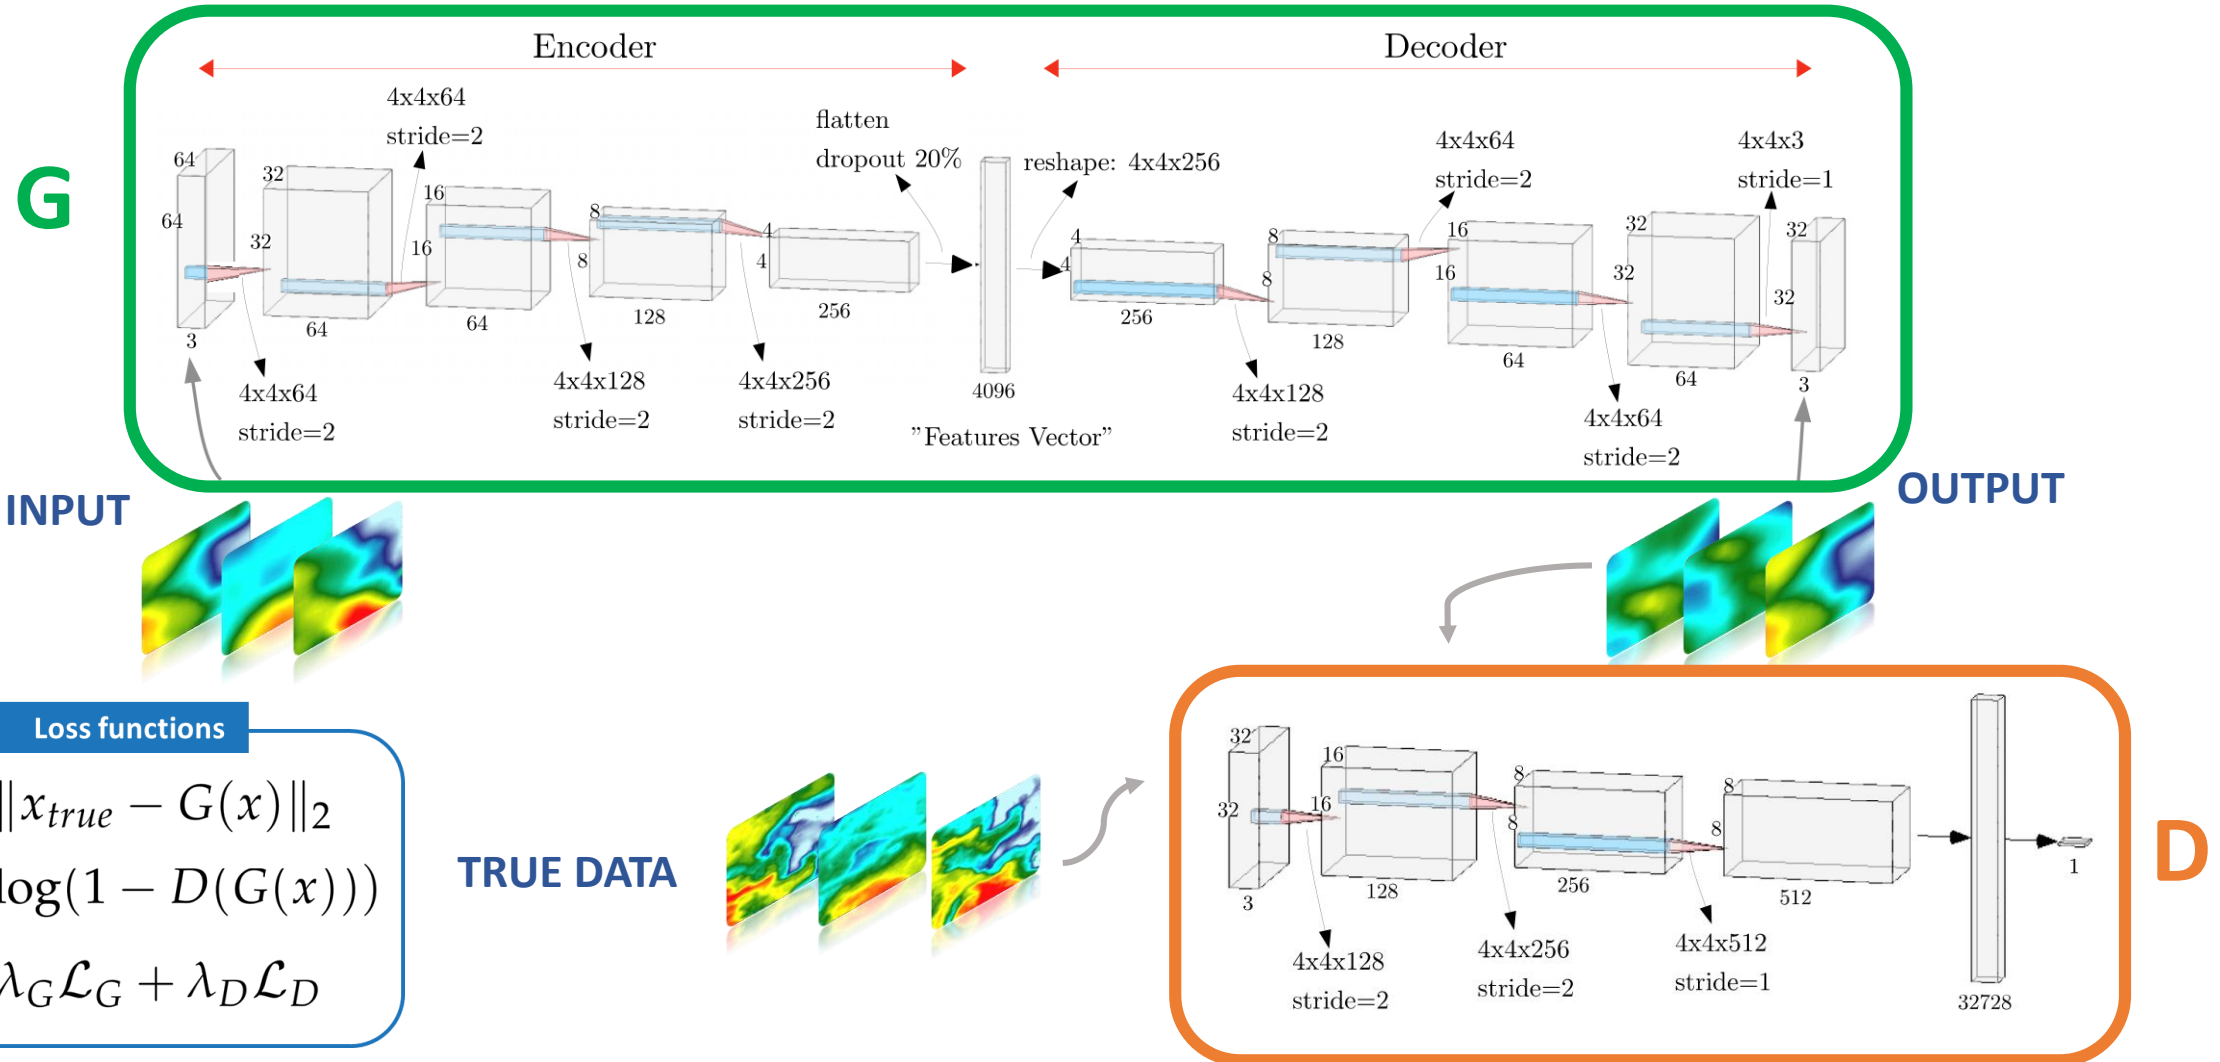 Encoder
Decoder
G
64
64
3
4x4x64
stride=2
32
32
64
4x4x64
stride=2
16
16
64
4x4x128
stride=2
8
8
128
4x4x256
stride=2
4
4
256
flatten
dropout 20%
4096
"Features Vector"
reshape: 4x4x256
4
4
256
4x4x128
stride=2
8
8
128
4x4x64
stride=2
16
16
64
4x4x64
stride=2
32
32
64
4x4x3
stride=1
32
32
3
INPUT
OUTPUT
Loss functions
‖x_true − G(x)‖₂
log(1 − D(G(x)))
λ_G ℒ_G + λ_D ℒ_D
TRUE DATA
32
32
3
4x4x128
stride=2
16
16
128
4x4x256
stride=2
8
8
256
4x4x512
stride=1
8
8
512
32728
1
D